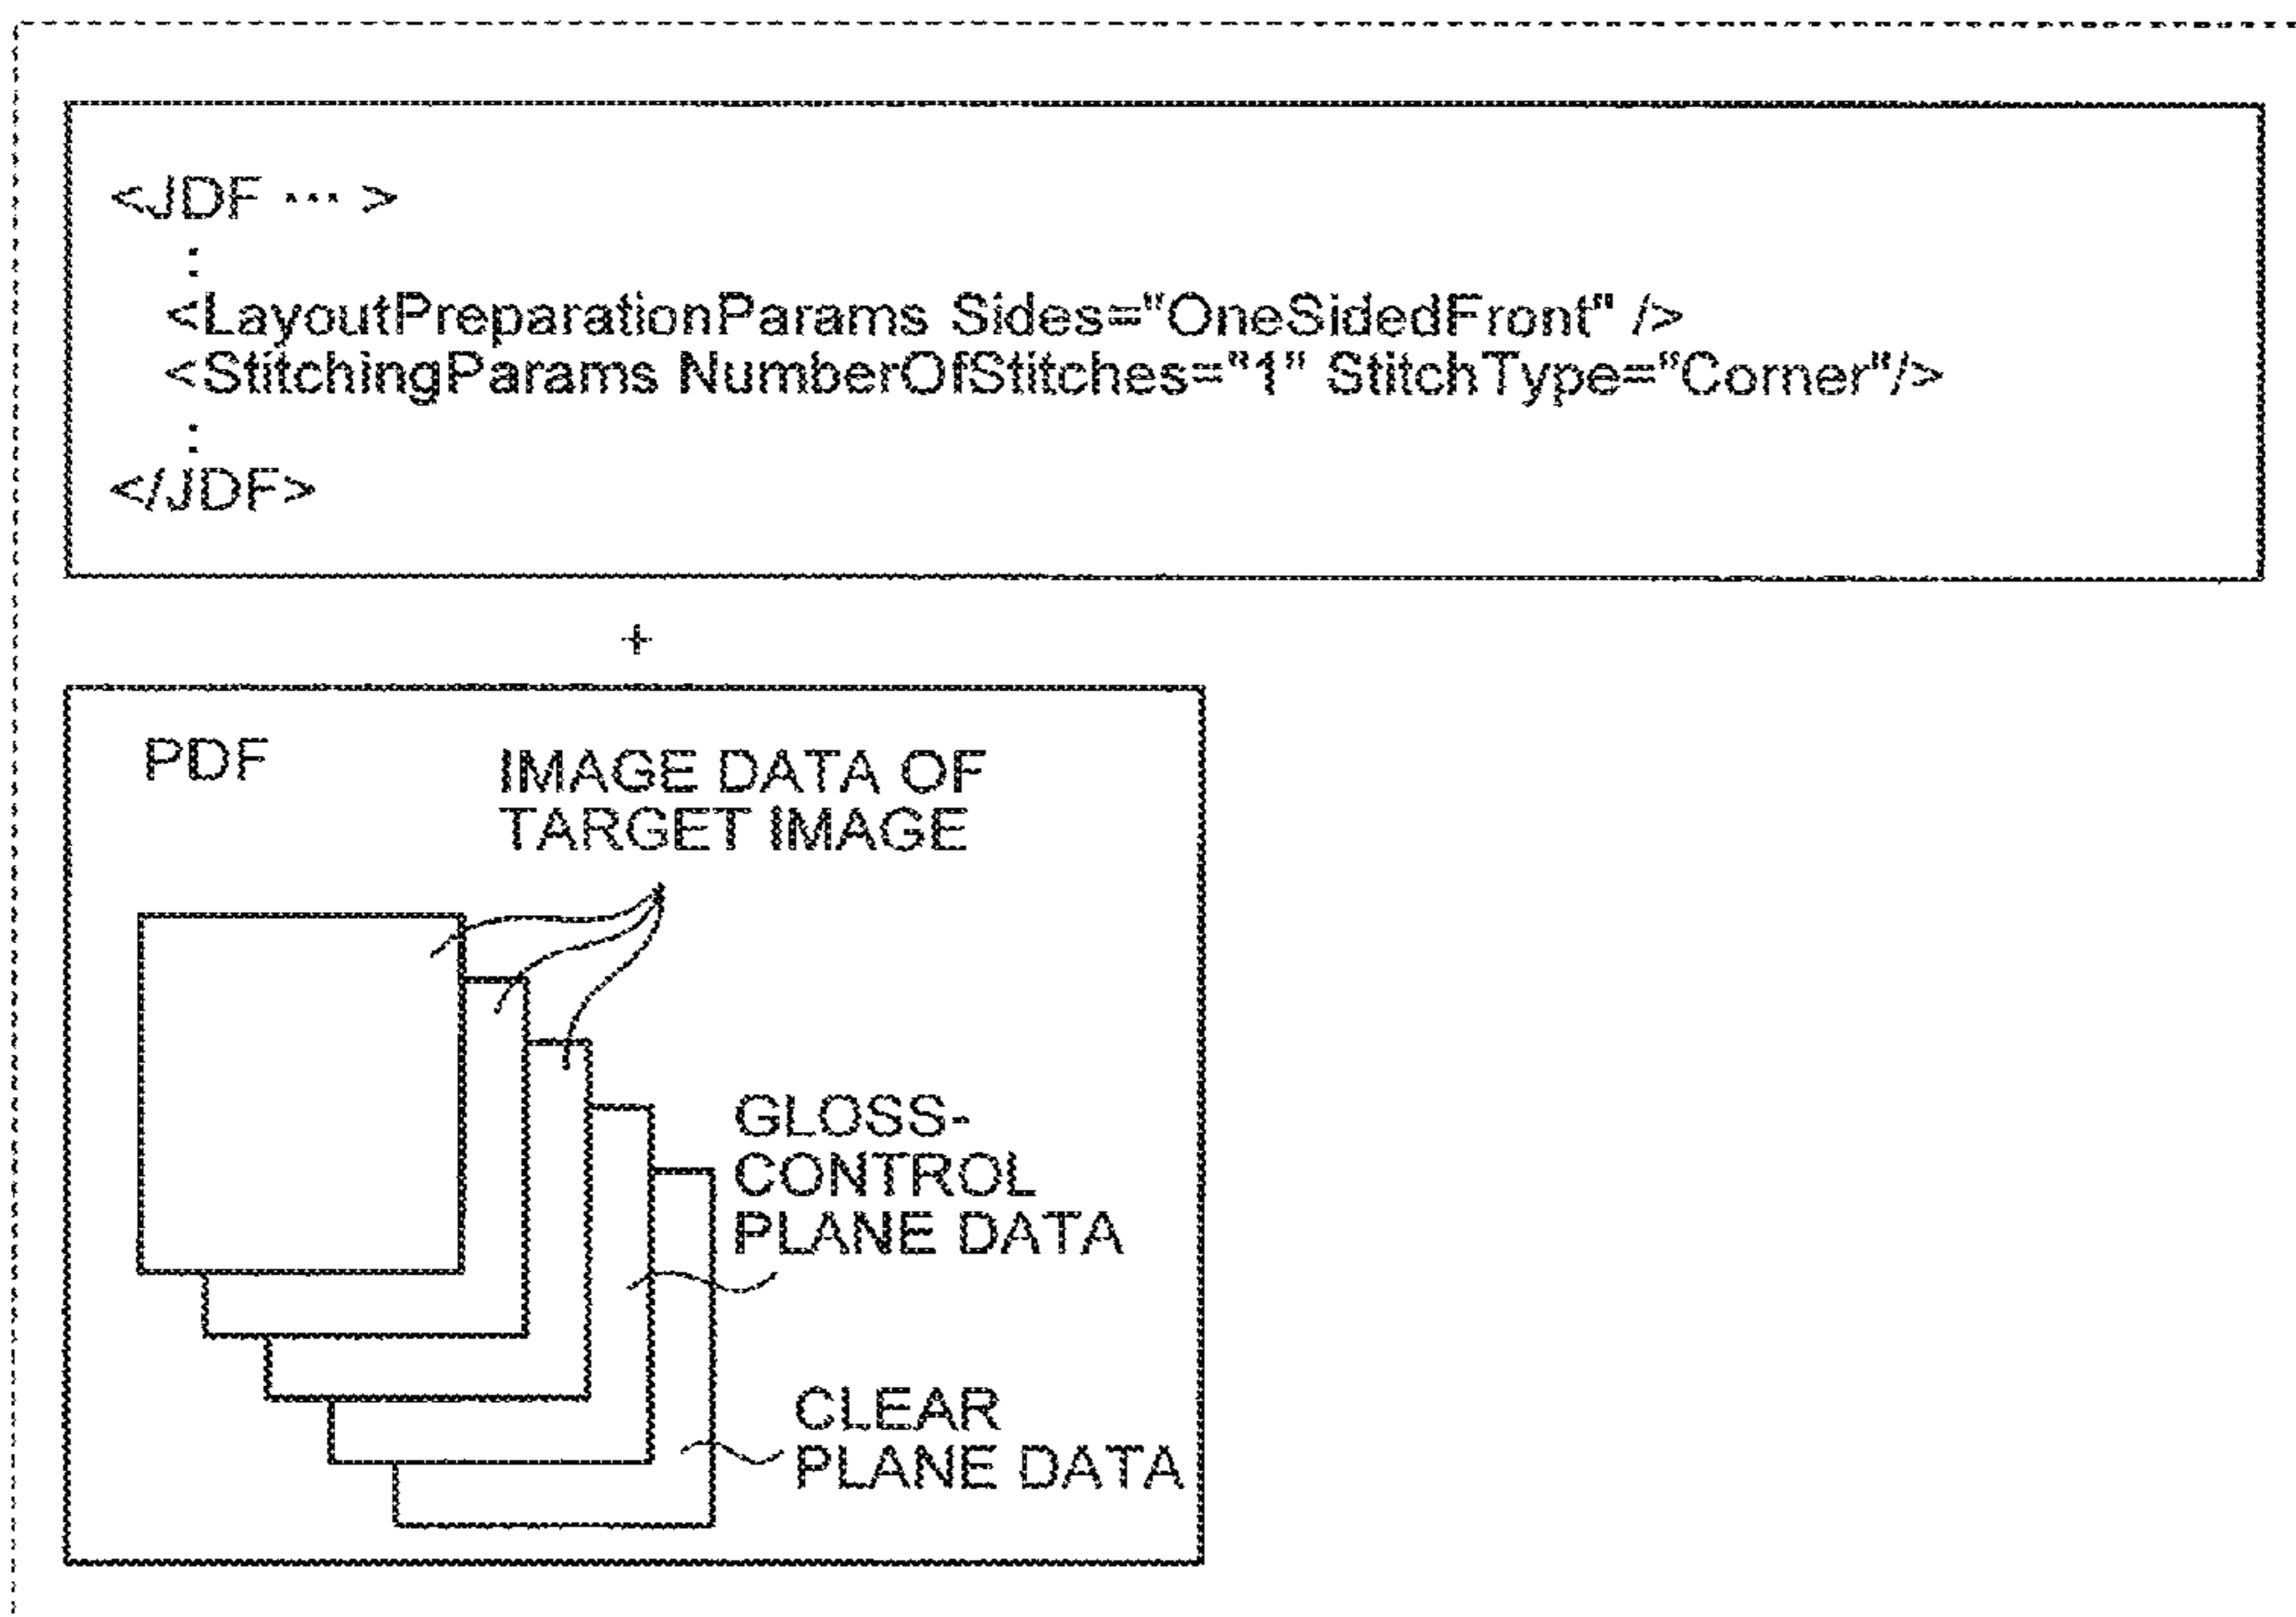 <JDF ··· >
:
<LayoutPreparationParams Sides="OneSidedFront" />
<StitchingParams NumberOfStitches="1" StitchType="Corner"/>
:
</JDF>
+
PDF
IMAGE DATA OF
TARGET IMAGE
GLOSS-
CONTROL
PLANE DATA
CLEAR
PLANE DATA